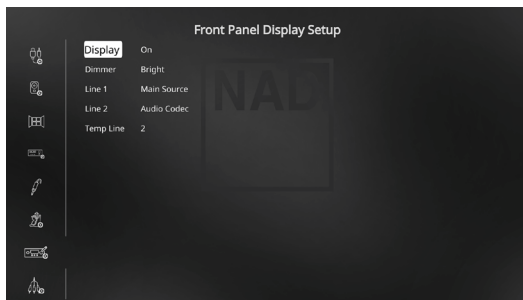 Front Panel Display Setup
Display On
Dimmer Bright
Line 1 Main Source
Line 2 Audio Codec
Temp Line 2
NAD